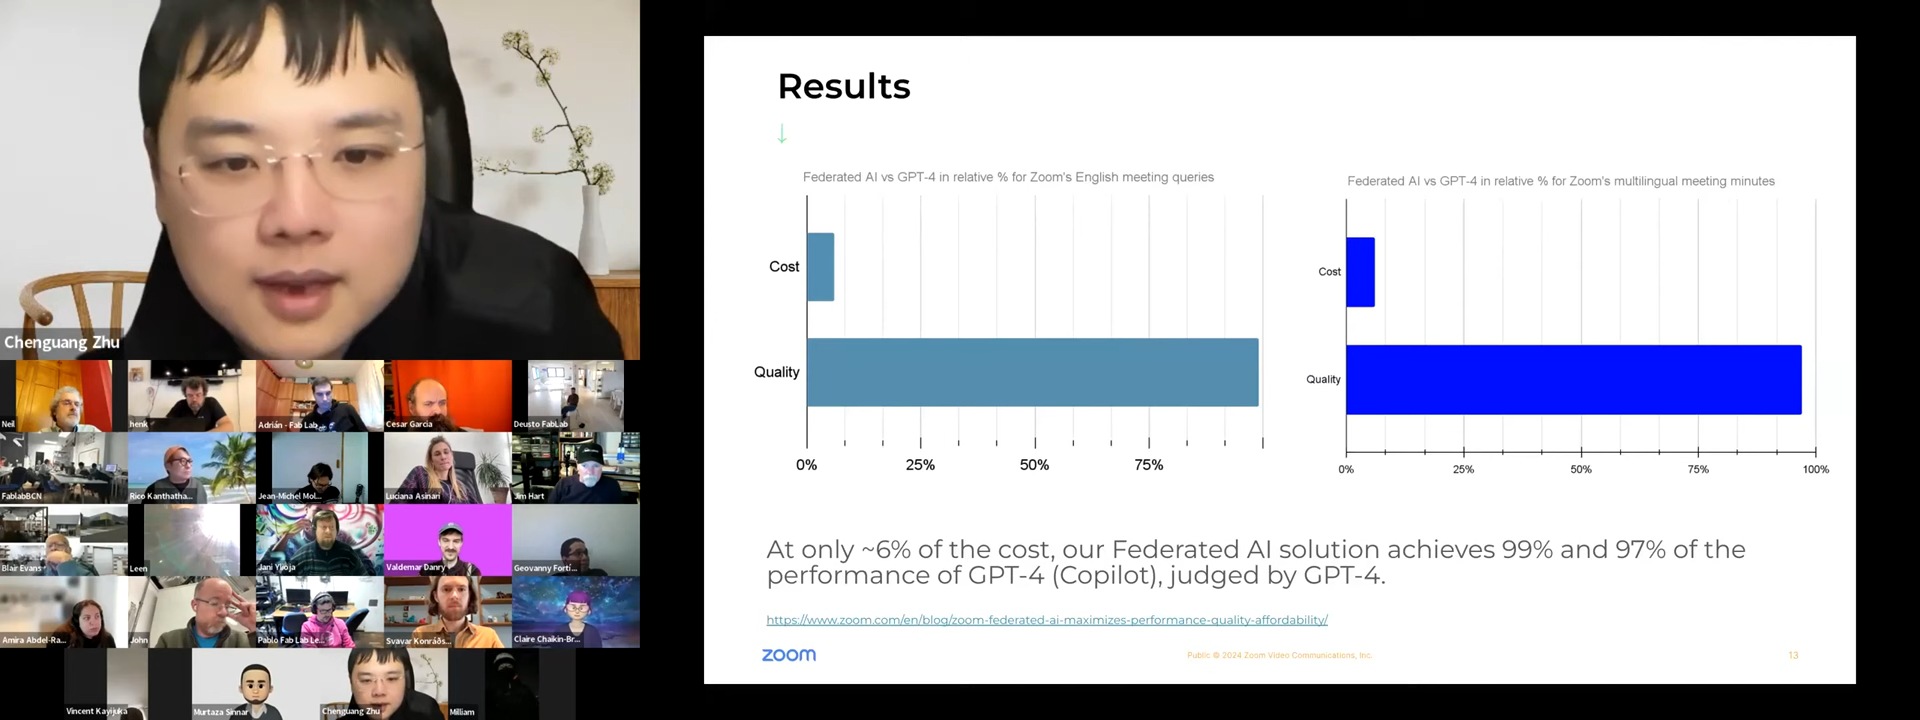 Chenguang Zhu
Neil
henk
Adrián - Fab Lab...
Cesar Garcia
Deusto FabLab
FablabBCN
Rico Kanthatha...
Jean-Michel Mol...
Luciana Asinari
Jim Hart
Blair Evans
Leen
Jani Ylioja
Valdemar Danry
Geovanny Forti...
Amira Abdel-Ra...
John
Pablo Fab Lab Le...
Svavar Konráðs...
Claire Chaikin-Br...
Vincent Kayijuka
Murtaza Sinnar
Chenguang Zhu
Milliam
Results
↓
Federated AI vs GPT-4 in relative % for Zoom's English meeting queries
Cost
Quality
0% 25% 50% 75%
Federated AI vs GPT-4 in relative % for Zoom's multilingual meeting minutes
Cost
Quality
0% 25% 50% 75% 100%
At only ~6% of the cost, our Federated AI solution achieves 99% and 97% of the
performance of GPT-4 (Copilot), judged by GPT-4.
https://www.zoom.com/en/blog/zoom-federated-ai-maximizes-performance-quality-affordability/
zoom
Public © 2024 Zoom Video Communications, Inc.
13